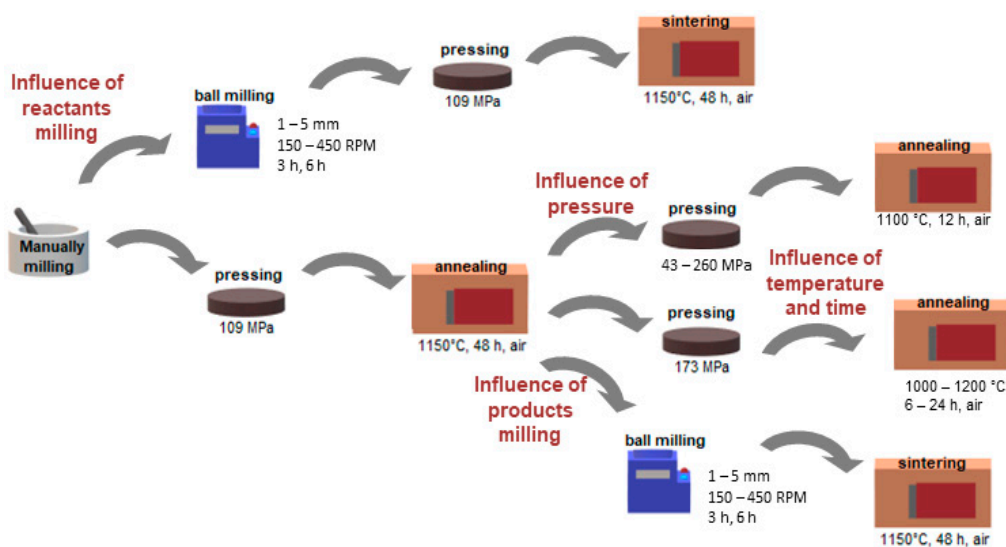 sintering
pressing
1150°C, 48 h, air
109 MPa
Influence of
reactants
milling
ball milling
1 – 5 mm
150 – 450 RPM
3 h, 6 h
annealing
1100 °C, 12 h, air
Influence of
pressure
pressing
43 – 260 MPa
Manually
milling
pressing
109 MPa
annealing
1150°C, 48 h, air
Influence of
temperature
and time
pressing
173 MPa
annealing
1000 – 1200 °C
6 – 24 h, air
Influence of
products
milling
ball milling
1 – 5 mm
150 – 450 RPM
3 h, 6 h
sintering
1150°C, 48 h, air